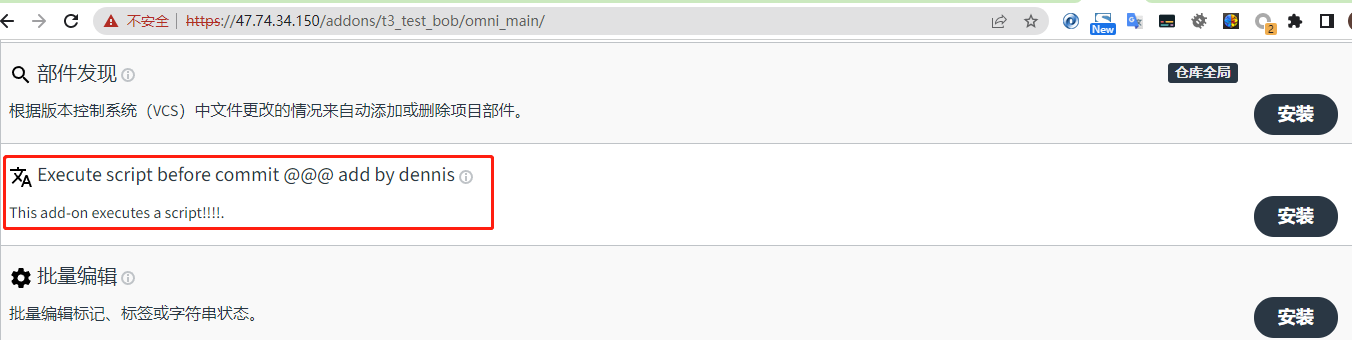 不安全 https://47.74.34.150/addons/t3_test_bob/omni_main/
New
2
部件发现
仓库全局
根据版本控制系统（VCS）中文件更改的情况来自动添加或删除项目部件。
安装
Execute script before commit @@@ add by dennis
This add-on executes a script!!!!.
安装
批量编辑
批量编辑标记、标签或字符串状态。
安装